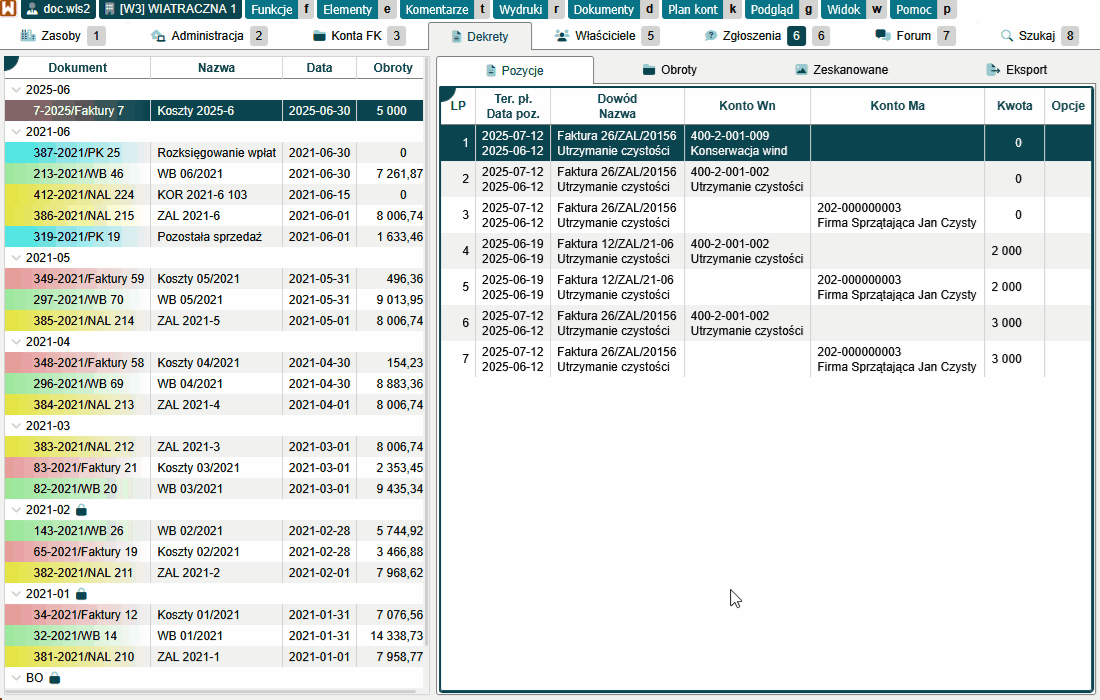 doc.wls2 [W3] WIATRACZNA 1 Funkcje f Elementy e Komentarze t Wydruki r Dokumenty d Plan kont k Podgląd g Widok w Pomoc p
Zasoby 1 Administracja 2 Konta FK 3 Dekrety Właściciele 5 Zgłoszenia 6 6 Forum 7 Szukaj 8
Dokument Nazwa Data Obroty
2025-06
7-2025/Faktury 7 Koszty 2025-6 2025-06-30 5 000
2021-06
387-2021/PK 25 Rozksięgowanie wpłat 2021-06-30 0
213-2021/WB 46 WB 06/2021 2021-06-30 7 261,87
412-2021/NAL 224 KOR 2021-6 103 2021-06-15 0
386-2021/NAL 215 ZAL 2021-6 2021-06-01 8 006,74
319-2021/PK 19 Pozostała sprzedaż 2021-06-01 1 633,46
2021-05
349-2021/Faktury 59 Koszty 05/2021 2021-05-31 496,36
297-2021/WB 70 WB 05/2021 2021-05-31 9 013,95
385-2021/NAL 214 ZAL 2021-5 2021-05-01 8 006,74
2021-04
348-2021/Faktury 58 Koszty 04/2021 2021-04-30 154,23
296-2021/WB 69 WB 04/2021 2021-04-30 8 883,36
384-2021/NAL 213 ZAL 2021-4 2021-04-01 8 006,74
2021-03
383-2021/NAL 212 ZAL 2021-3 2021-03-01 8 006,74
83-2021/Faktury 21 Koszty 03/2021 2021-03-01 2 353,45
82-2021/WB 20 WB 03/2021 2021-03-01 9 435,34
2021-02
143-2021/WB 26 WB 02/2021 2021-02-28 5 744,92
65-2021/Faktury 19 Koszty 02/2021 2021-02-28 3 466,88
382-2021/NAL 211 ZAL 2021-2 2021-02-01 7 968,62
2021-01
34-2021/Faktury 12 Koszty 01/2021 2021-01-31 7 076,56
32-2021/WB 14 WB 01/2021 2021-01-31 14 338,73
381-2021/NAL 210 ZAL 2021-1 2021-01-01 7 958,77
BO
Pozycje Obroty Zeskanowane Eksport
LP Ter. pł. Dowód Konto Wn Konto Ma Kwota Opcje
Data poz. Nazwa
1 2025-07-12 Faktura 26/ZAL/20156 400-2-001-009 0
2025-06-12 Utrzymanie czystości Konserwacja wind
2 2025-07-12 Faktura 26/ZAL/20156 400-2-001-002 0
2025-06-12 Utrzymanie czystości Utrzymanie czystości
3 2025-07-12 Faktura 26/ZAL/20156 202-000000003 0
2025-06-12 Utrzymanie czystości Firma Sprzątająca Jan Czysty
4 2025-06-19 Faktura 12/ZAL/21-06 400-2-001-002 2 000
2025-06-19 Utrzymanie czystości Utrzymanie czystości
5 2025-06-19 Faktura 12/ZAL/21-06 202-000000003 2 000
2025-06-19 Utrzymanie czystości Firma Sprzątająca Jan Czysty
6 2025-07-12 Faktura 26/ZAL/20156 400-2-001-002 3 000
2025-06-12 Utrzymanie czystości Utrzymanie czystości
7 2025-07-12 Faktura 26/ZAL/20156 202-000000003 3 000
2025-06-12 Utrzymanie czystości Firma Sprzątająca Jan Czysty